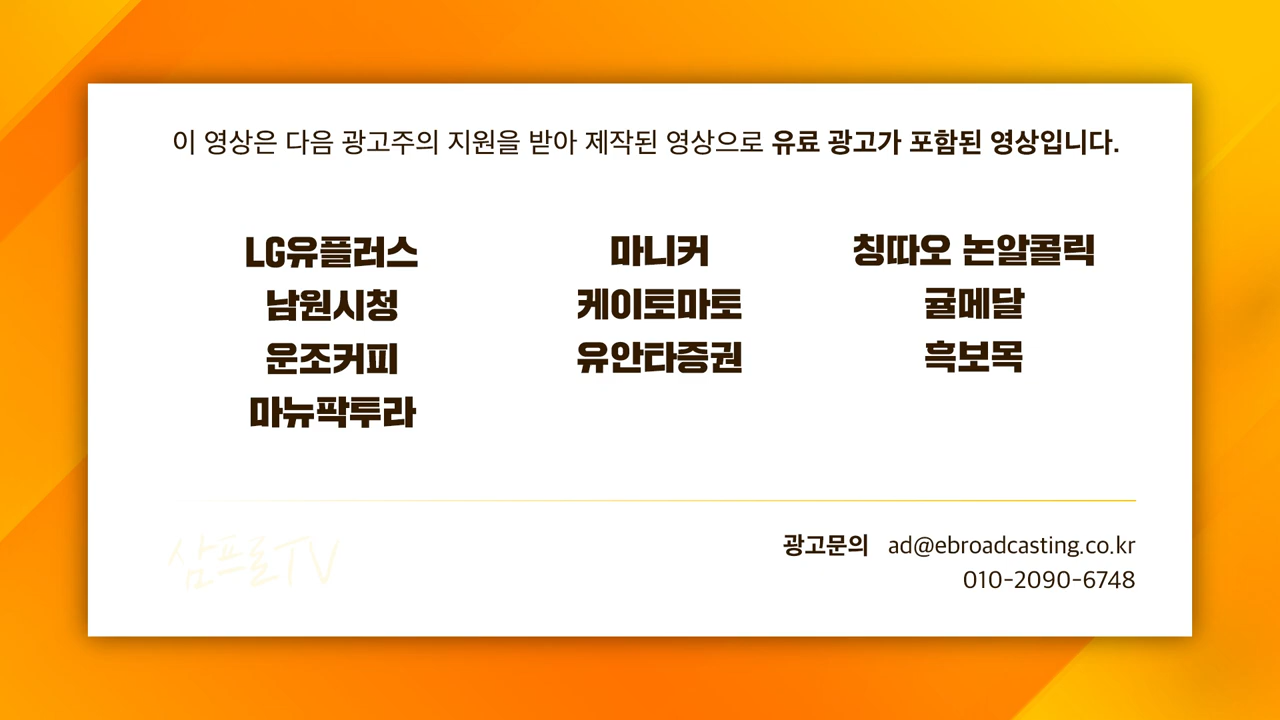 이 영상은 다음 광고주의 지원을 받아 제작된 영상으로 유료 광고가 포함된 영상입니다.
LG유플러스
남원시청
운조커피
마뉴팍투라
마니커
케이토마토
유안타증권
칭따오 논알콜릭
귤메달
흑보목
삼프로TV
광고문의 ad@ebroadcasting.co.kr
010-2090-6748